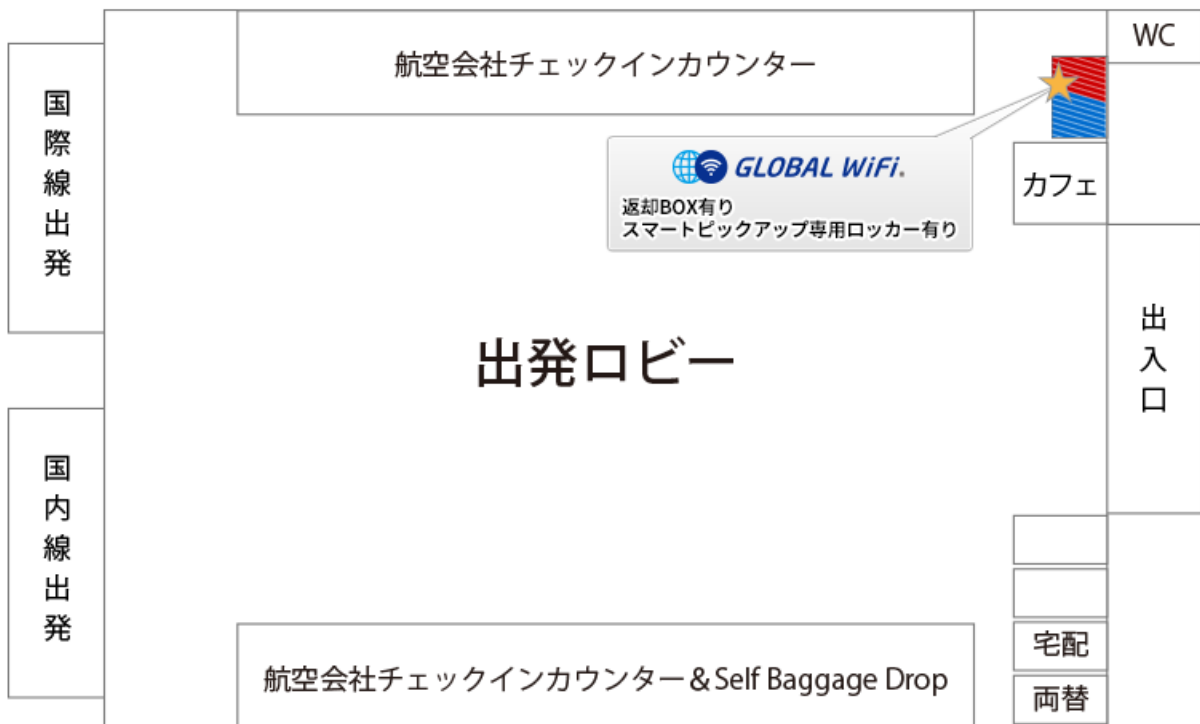 航空会社チェックインカウンター
WC
国際線出発
GLOBAL WiFi®
返却BOX有り
スマートピックアップ専用ロッカー有り
カフェ
出発ロビー
出入口
国内線出発
宅配
両替
航空会社チェックインカウンター&Self Baggage Drop